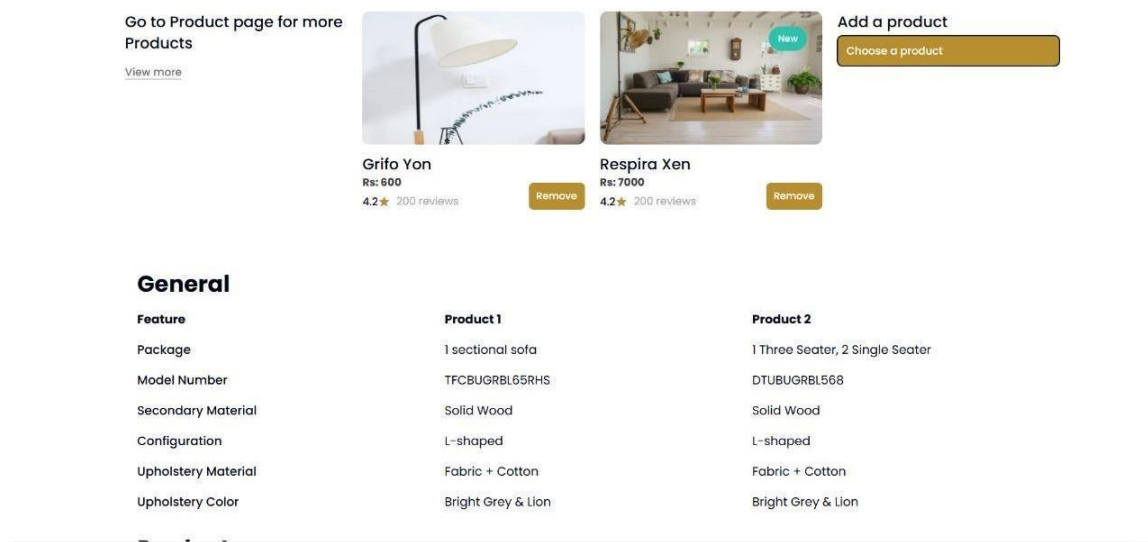 Go to Product page for more
Products
View more
New
Grifo Yon
Rs: 600
4.2 200 reviews
Remove
Respira Xen
Rs: 7000
4.2 200 reviews
Remove
Add a product
Choose a product
General
Feature Product 1 Product 2
Package 1 sectional sofa 1 Three Seater, 2 Single Seater
Model Number TFCBUGRBL65RHS DTUBUGRBL568
Secondary Material Solid Wood Solid Wood
Configuration L-shaped L-shaped
Upholstery Material Fabric + Cotton Fabric + Cotton
Upholstery Color Bright Grey & Lion Bright Grey & Lion